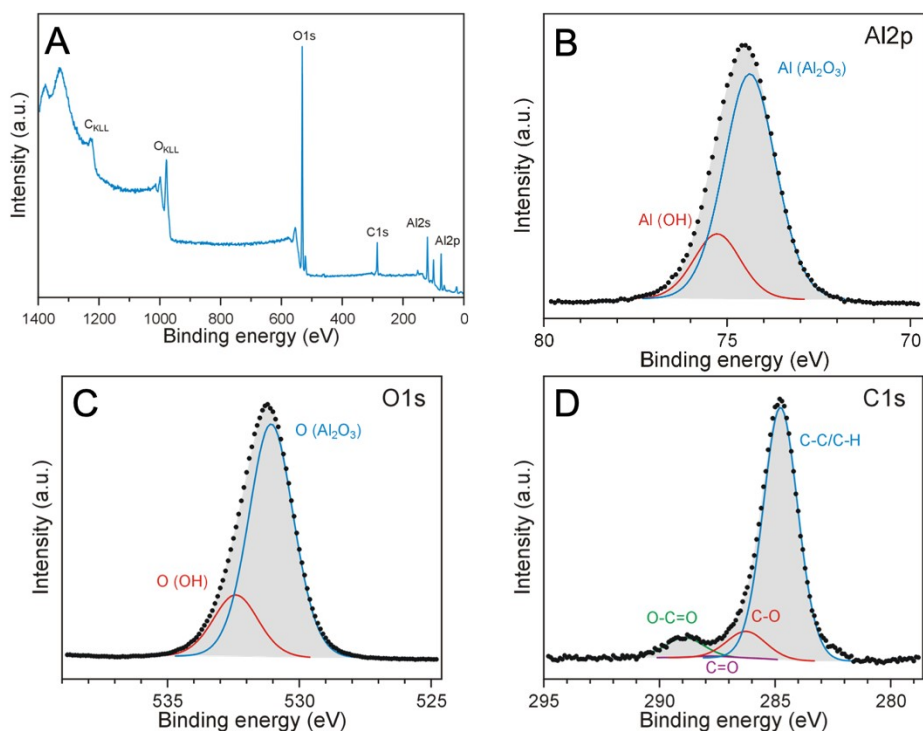 A
O1s
C_KLL
O_KLL
C1s
Al2s
Al2p
Intensity (a.u.)
1400 1200 1000 800 600 400 200 0
Binding energy (eV)
B
Al2p
Al (Al₂O₃)
Al (OH)
Intensity (a.u.)
80 75 70
Binding energy (eV)
C
O1s
O (Al₂O₃)
O (OH)
Intensity (a.u.)
535 530 525
Binding energy (eV)
D
C1s
C-C/C-H
O-C=O
C-O
C=O
Intensity (a.u.)
295 290 285 280
Binding energy (eV)